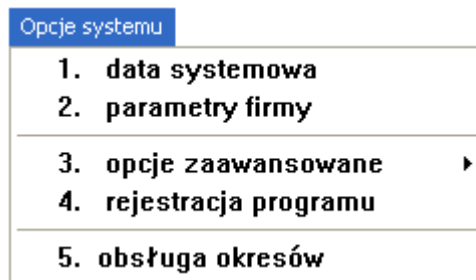 Opcje systemu
1. data systemowa
2. parametry firmy
3. opcje zaawansowane
4. rejestracja programu
5. obsługa okresów